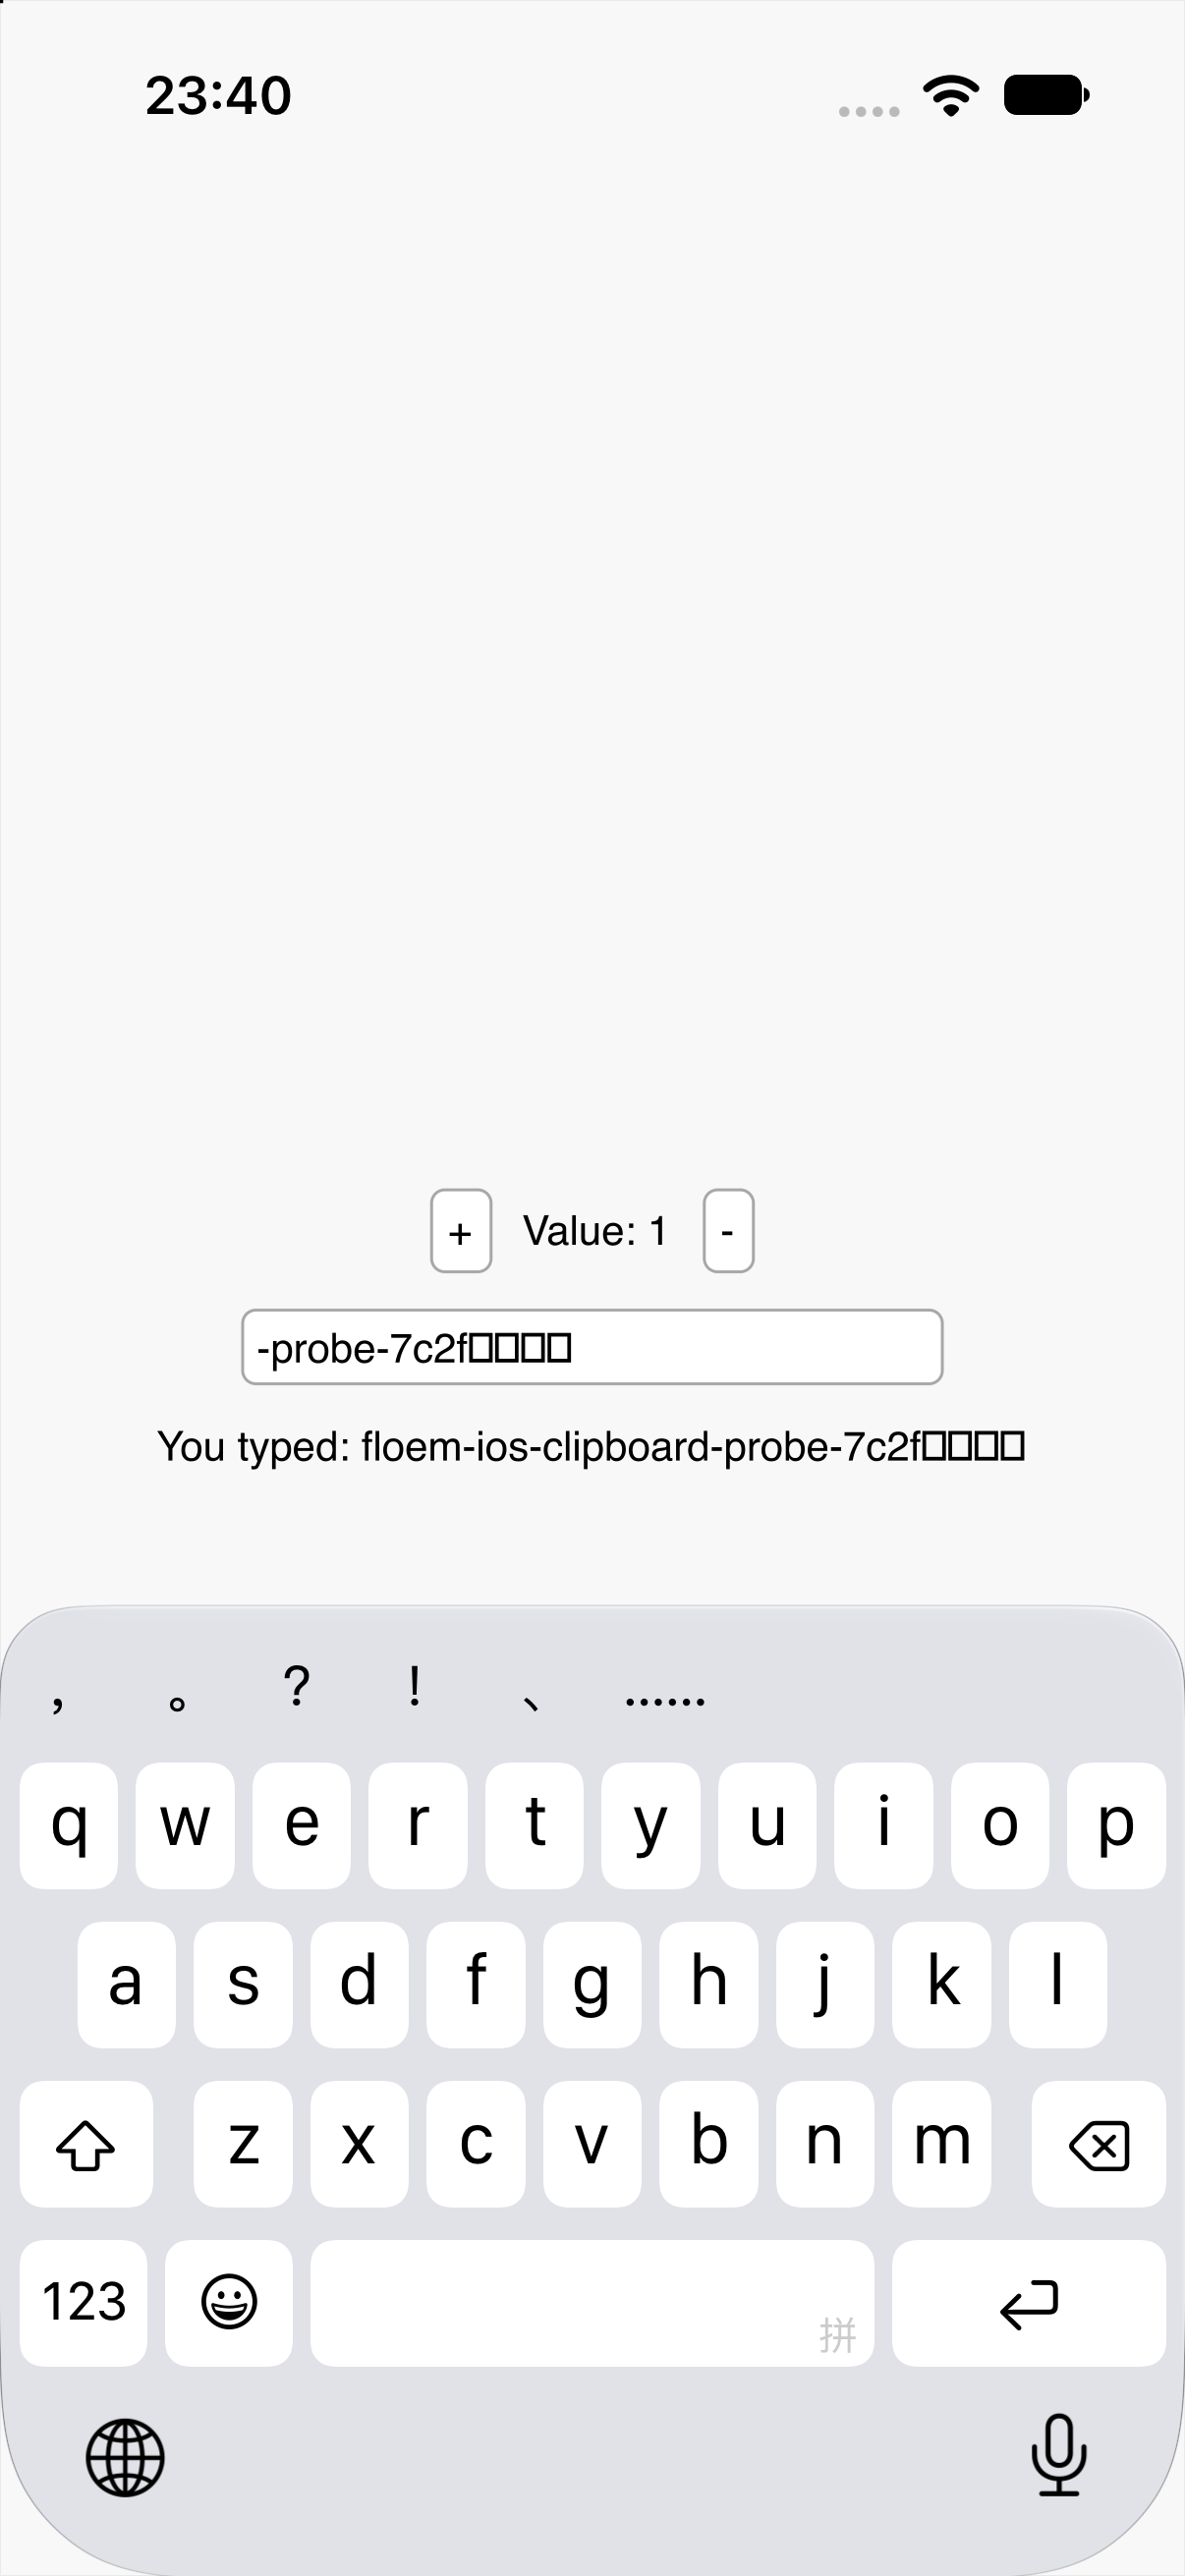 23:40
+ Value: 1 -
-probe-7c2f□□□□
You typed: floem-ios-clipboard-probe-7c2f□□□□
， 。 ? ! 、 ……
q w e r t y u i o p
a s d f g h j k l
z x c v b n m
123 拼